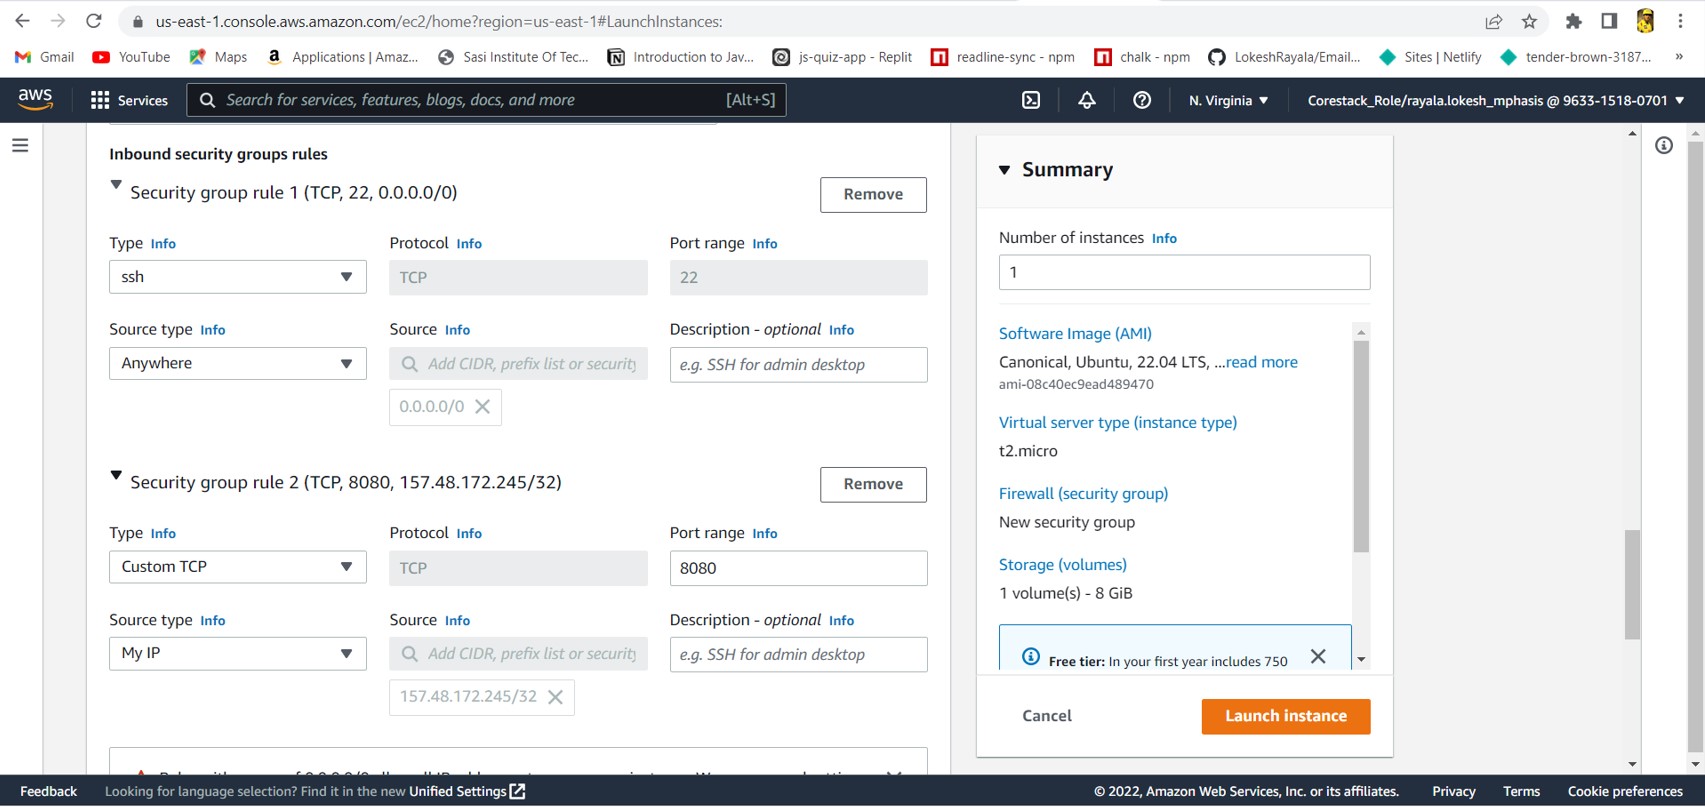 us-east-1.console.aws.amazon.com/ec2/home?region=us-east-1#LaunchInstances:
Gmail YouTube Maps Applications | Amaz... Sasi Institute Of Tec... Introduction to Jav... js-quiz-app - Replit readline-sync - npm chalk - npm LokeshRayala/Email... Sites | Netlify tender-brown-3187... »
aws Services Search for services, features, blogs, docs, and more [Alt+S] N. Virginia Corestack_Role/rayala.lokesh_mphasis @ 9633-1518-0701
Inbound security groups rules
Security group rule 1 (TCP, 22, 0.0.0.0/0)
Remove
Type Info Protocol Info Port range Info
ssh TCP 22
Source type Info Source Info Description - optional Info
Anywhere Add CIDR, prefix list or security e.g. SSH for admin desktop
0.0.0.0/0
Security group rule 2 (TCP, 8080, 157.48.172.245/32)
Remove
Type Info Protocol Info Port range Info
Custom TCP TCP 8080
Source type Info Source Info Description - optional Info
My IP Add CIDR, prefix list or security e.g. SSH for admin desktop
157.48.172.245/32
Summary
Number of instances Info
1
Software Image (AMI)
Canonical, Ubuntu, 22.04 LTS, ...read more
ami-08c40ec9ead489470
Virtual server type (instance type)
t2.micro
Firewall (security group)
New security group
Storage (volumes)
1 volume(s) - 8 GiB
Free tier: In your first year includes 750
Cancel Launch instance
Feedback Looking for language selection? Find it in the new Unified Settings © 2022, Amazon Web Services, Inc. or its affiliates. Privacy Terms Cookie preferences